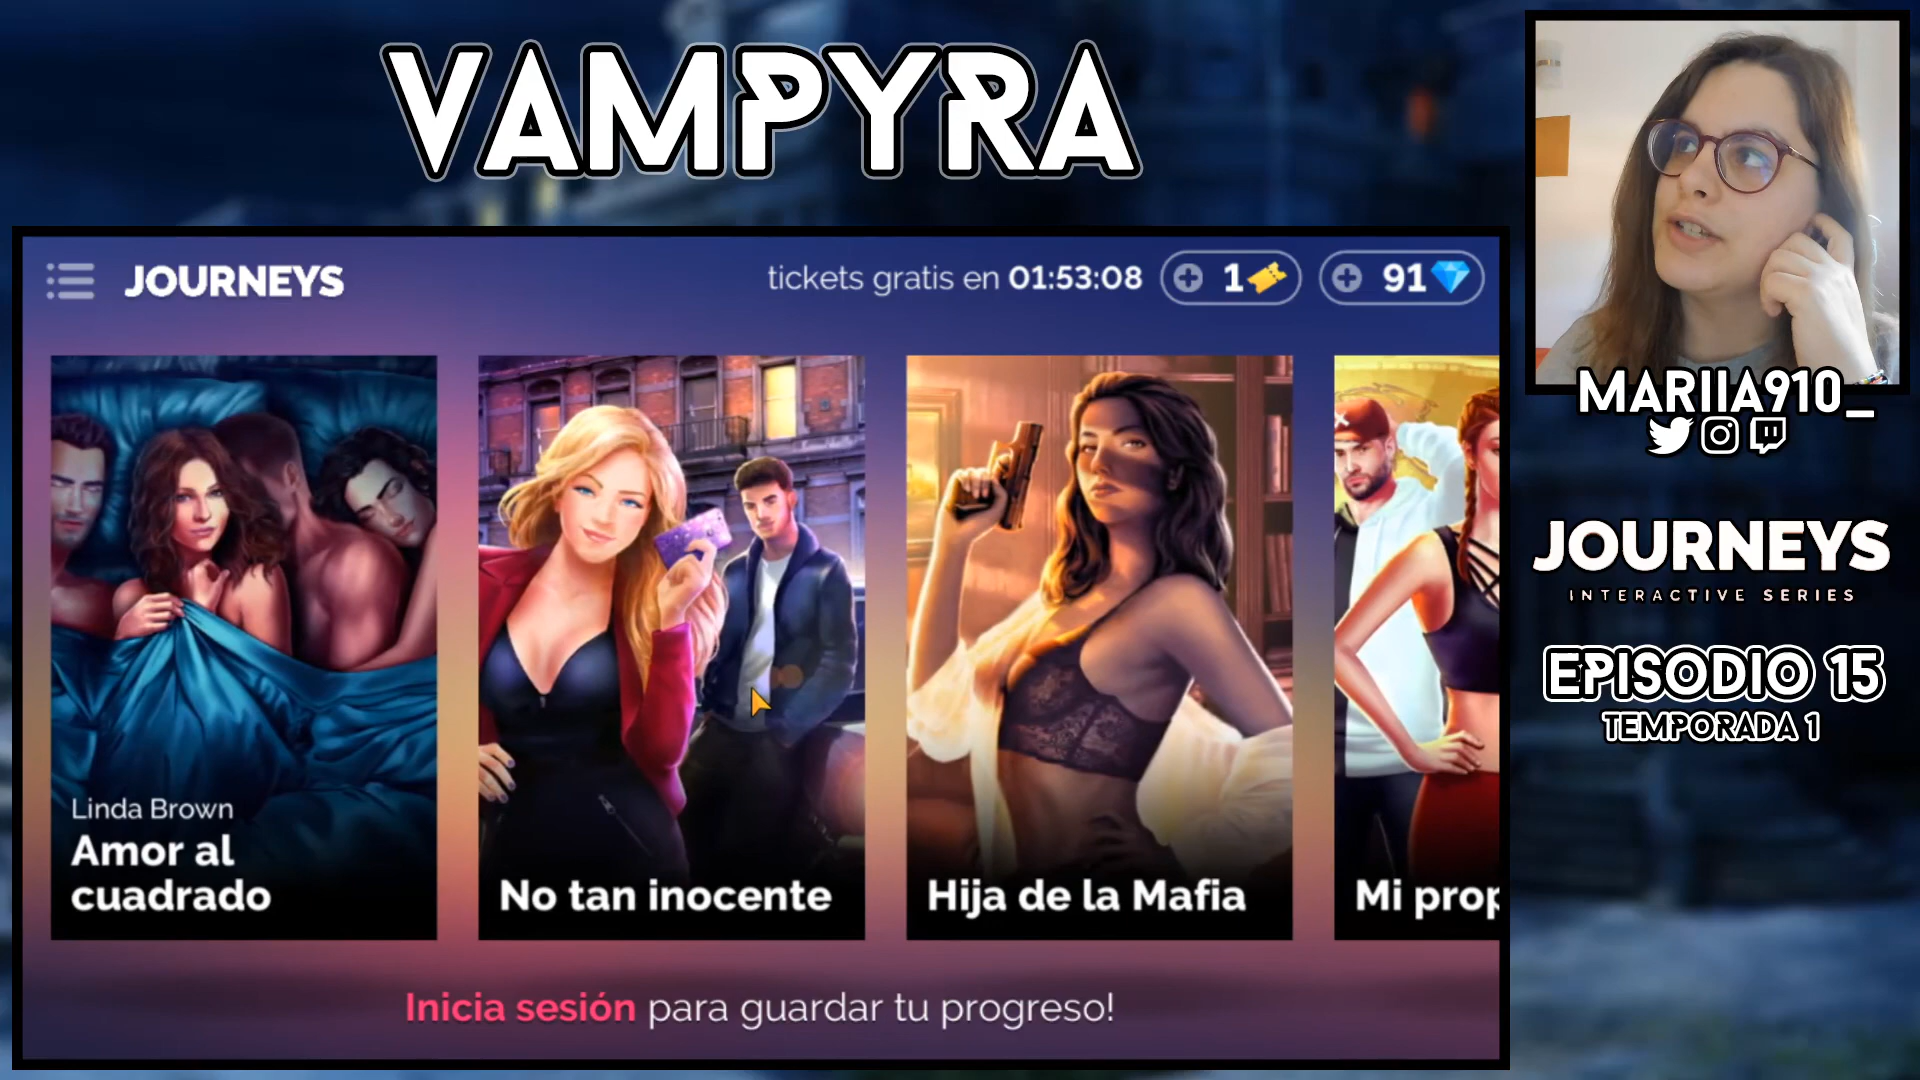 VAMPYRA
JOURNEYS
tickets gratis en 01:53:08
1
91
Linda Brown
Amor al
cuadrado
No tan inocente
Hija de la Mafia
Mi prop
Inicia sesión para guardar tu progreso!
MARIIA910_
JOURNEYS
INTERACTIVE SERIES
EPISODIO 15
TEMPORADA 1